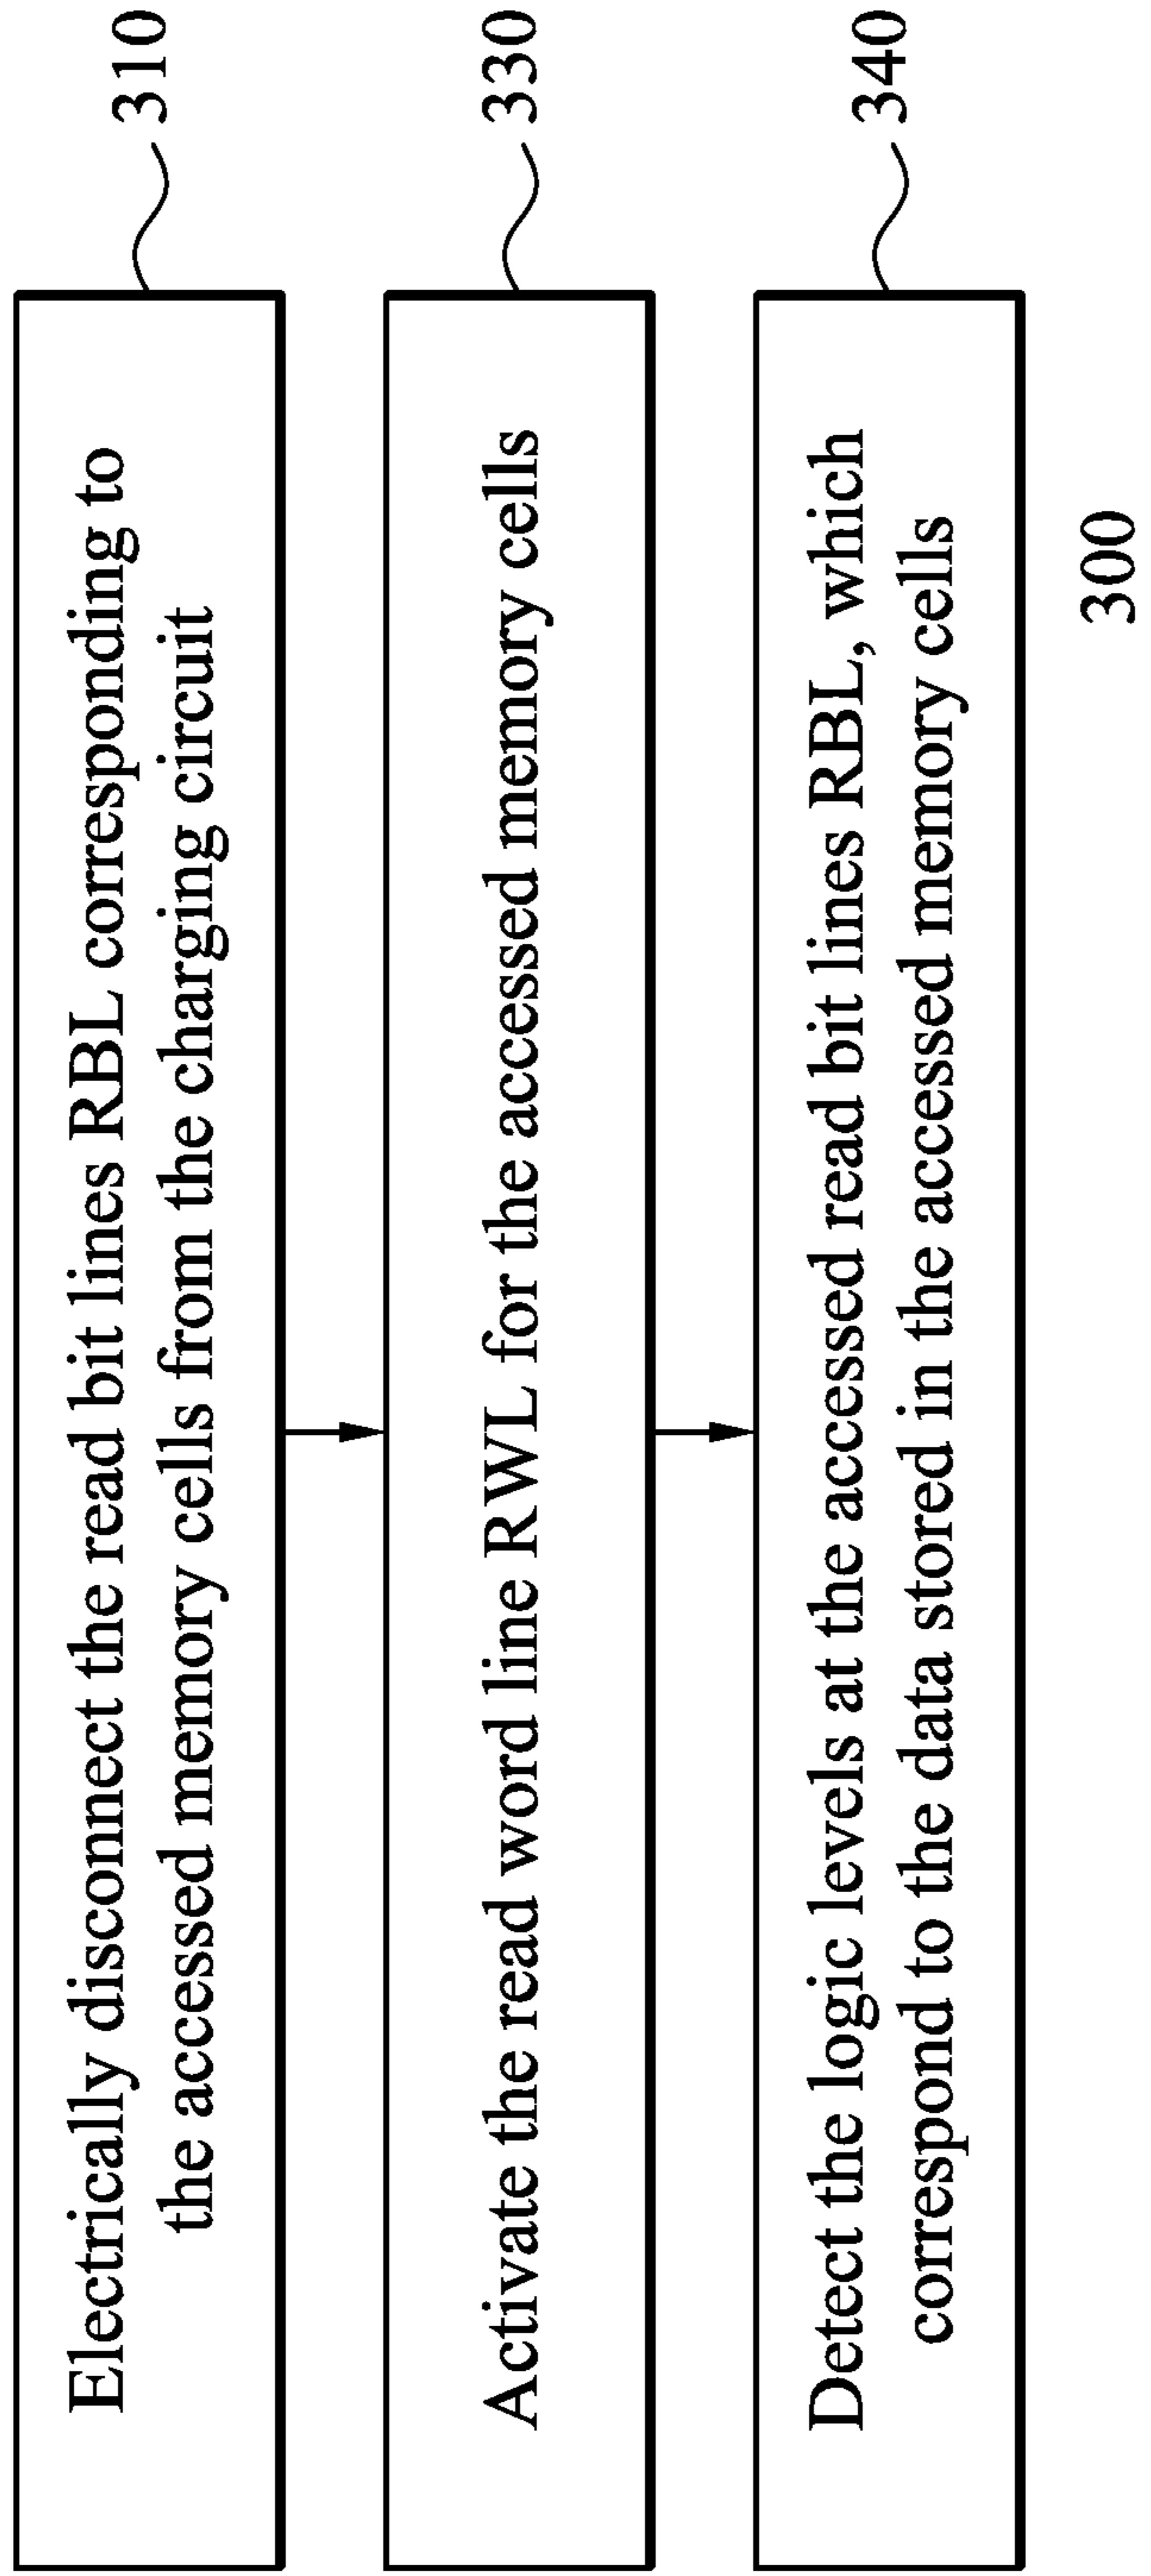 Electrically disconnect the read bit lines RBL corresponding to
the accessed memory cells from the charging circuit
310
Activate the read word line RWL for the accessed memory cells
330
Detect the logic levels at the accessed read bit lines RBL, which
correspond to the data stored in the accessed memory cells
340
300